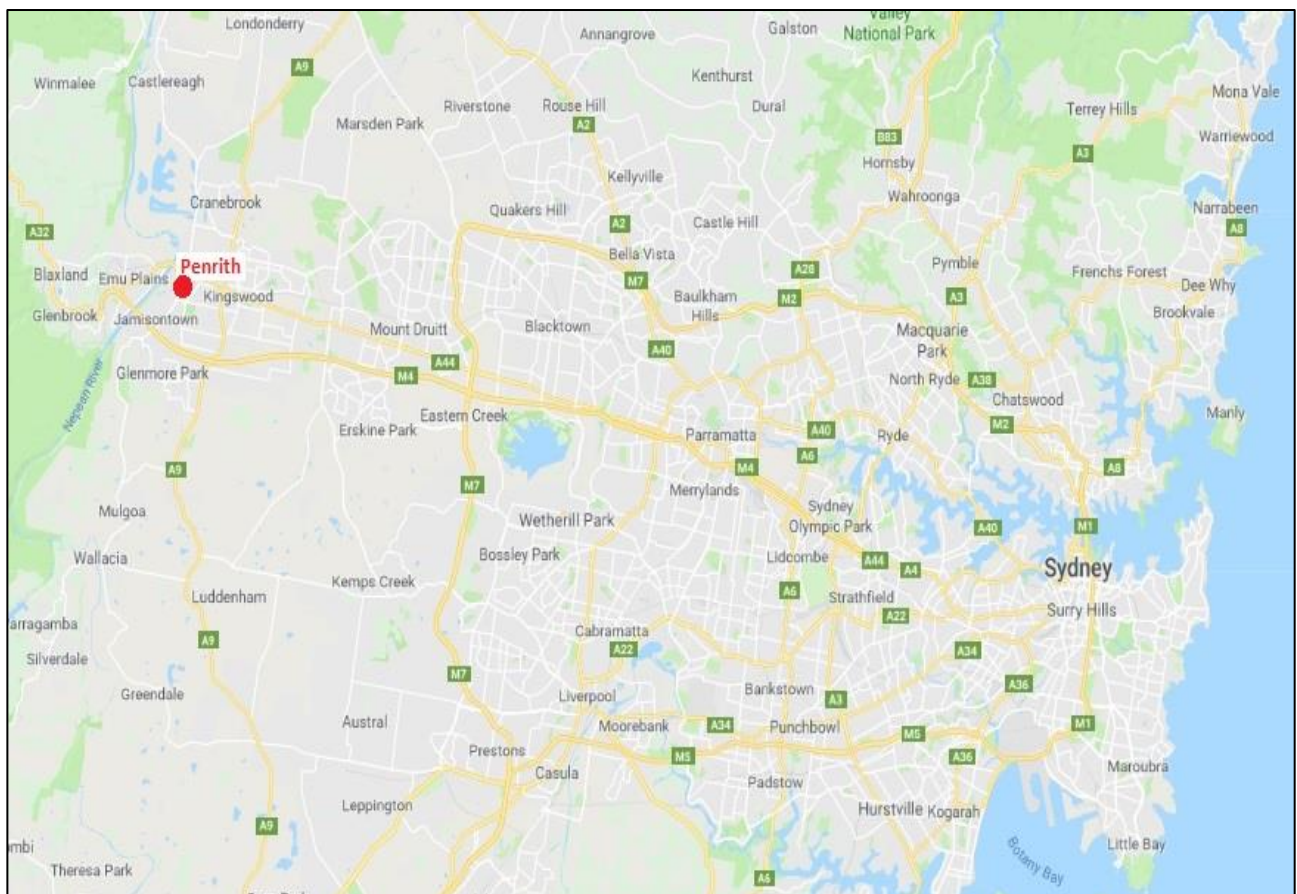 Valley
National Park
Londonderry
Annangrove
Galston
Winmalee
Castlereagh
A9
Kenthurst
Mona Vale
Riverstone
Rouse Hill
Dural
Terrey Hills
Marsden Park
A2
B83
Warriewood
Hornsby
A3
Kellyville
Wahroonga
Cranebrook
Quakers Hill
A2
Castle Hill
Narrabeen
A32
A8
Bella Vista
Blaxland
Emu Plains
Penrith
A28
Pymble
Frenchs Forest
M7
Dee Why
Kingswood
Baulkham
Hills
M2
A3
Glenbrook
Jamisontown
Mount Druitt
Blacktown
Brookvale
Macquarie
Park
A40
A44
Glenmore Park
M4
North Ryde
A38
Nepean River
Chatswood
Eastern Creek
Manly
Erskine Park
Parramatta
A40
Ryde
M2
A6
A8
A9
M4
M7
Merrylands
Mulgoa
Wetherill Park
Sydney
Olympic Park
A40
M1
Wallacia
Bossley Park
Lidcombe
A44
A4
Sydney
Kemps Creek
A6
Luddenham
Strathfield
A22
Surry Hills
arragamba
Cabramatta
A9
A22
A34
Silverdale
M7
Greendale
Liverpool
Bankstown
A36
A3
Austral
Moorebank
A34
Punchbowl
M5
M1
Prestons
M5
A36
Casula
Padstow
Maroubra
Leppington
Hurstville
Kogarah
A9
Botany Bay
Little Bay
mbi
Theresa Park
A6